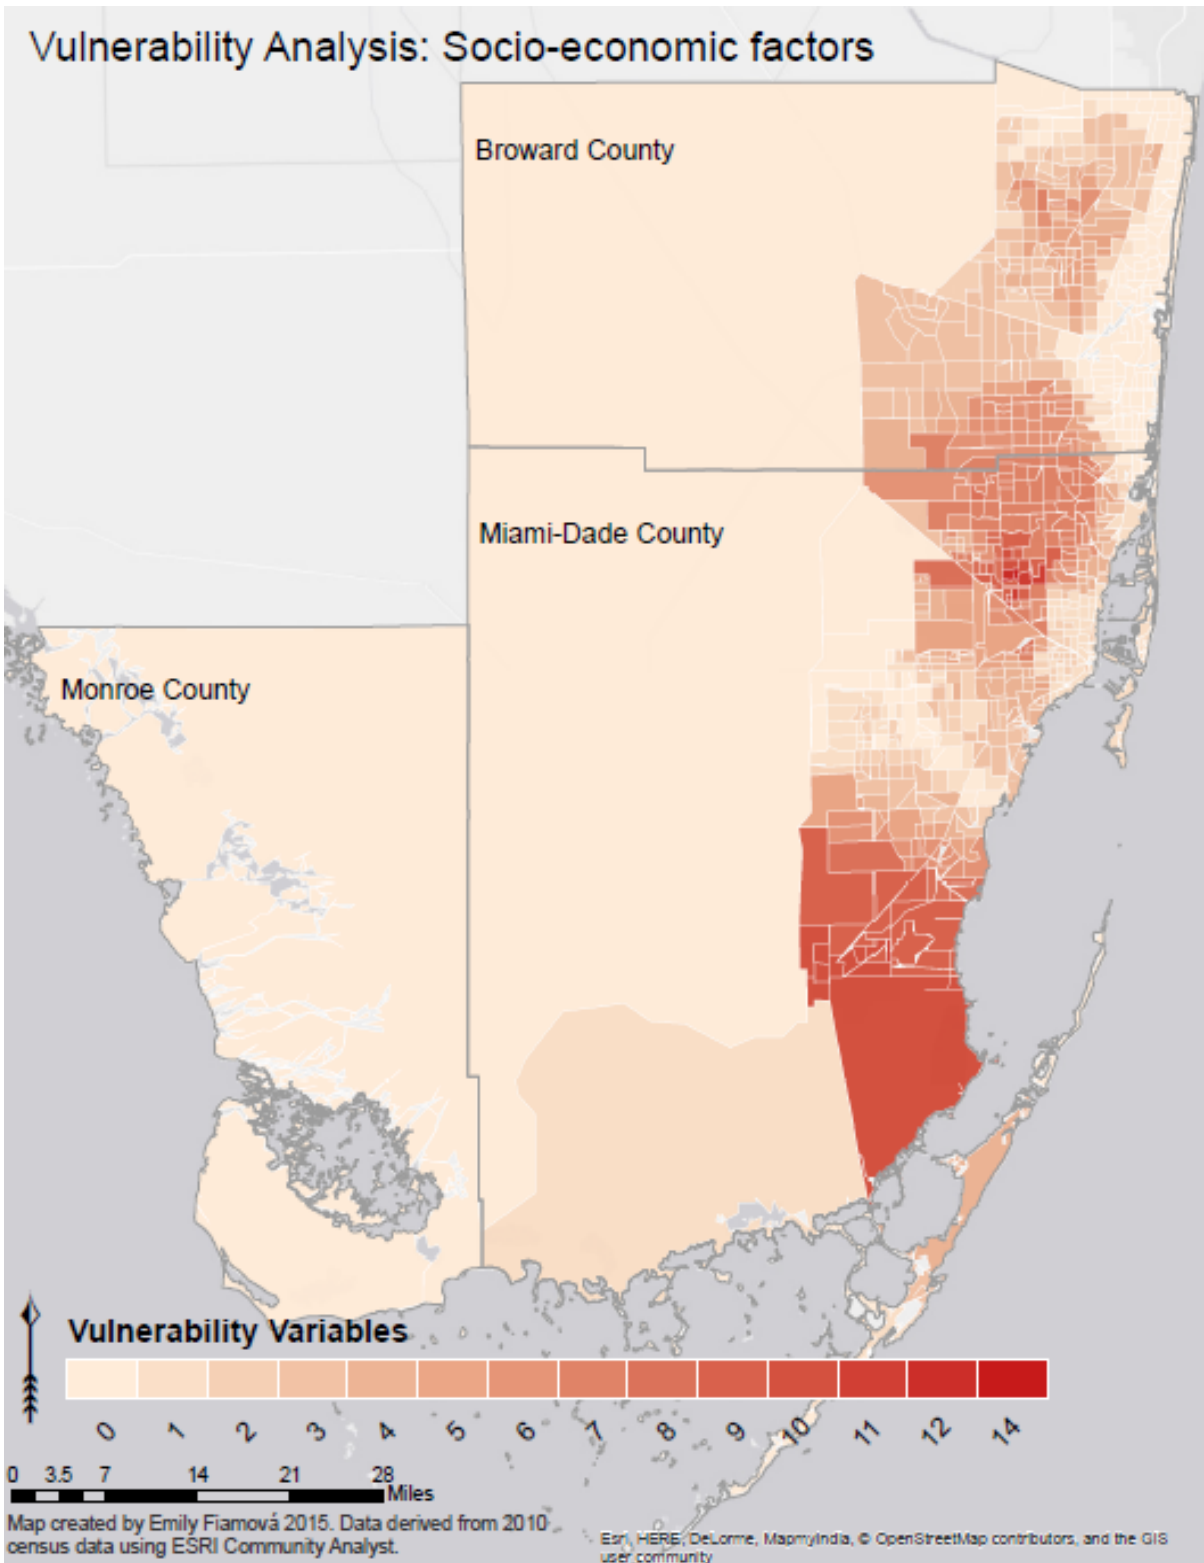 Vulnerability Analysis: Socio-economic factors
Broward County
Miami-Dade County
Monroe County
Vulnerability Variables
0 1 2 3 4 5 6 7 8 9 10 11 12 14
0 3.5 7 14 21 28
Miles
Map created by Emily Fiamová 2015. Data derived from 2010
census data using ESRI Community Analyst.
Esri, HERE, DeLorme, MapmyIndia, © OpenStreetMap contributors, and the GIS
user community